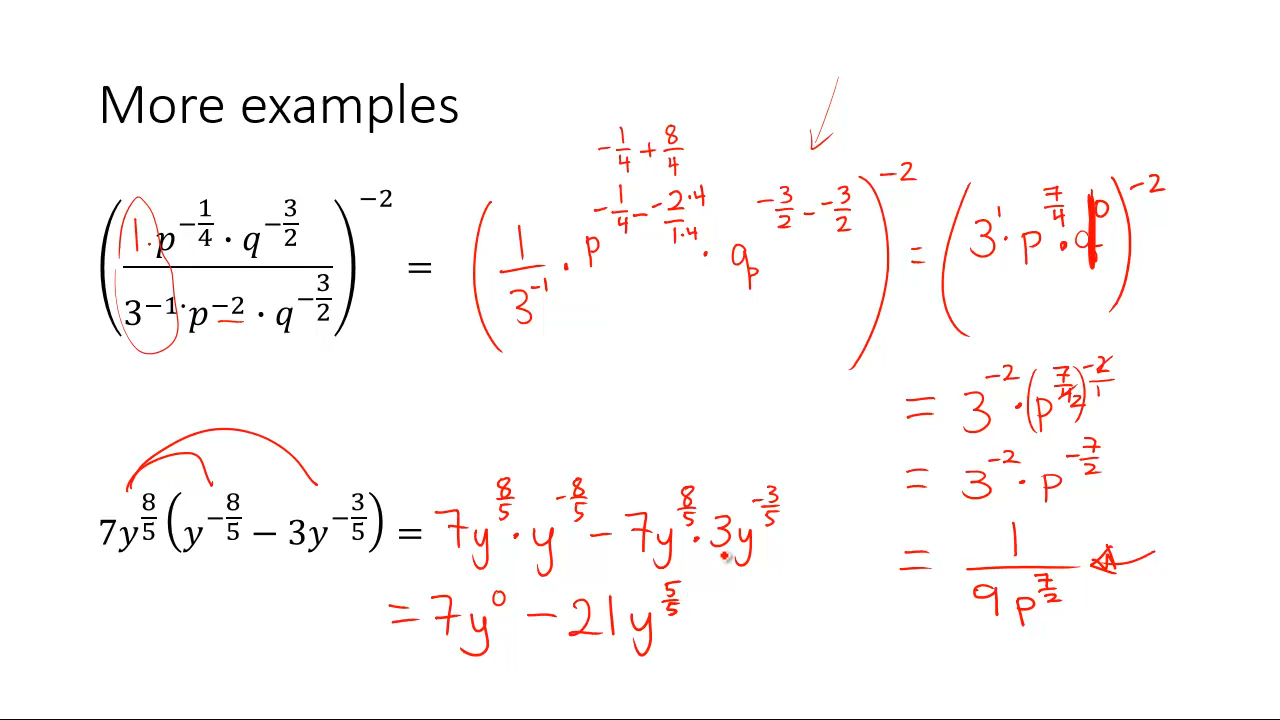 More examples
(1 · p^(-1/4) · q^(-3/2) / 3^(-1) · p^(-2) · q^(-3/2))^(-2) = (1/3^(-1) · p^(-1/4 - -2·4/1·4) · q^(-3/2 - -3/2))^(-2) = (3^1 · p^(7/4) · q^0)^(-2)
-1/4 + 8/4
p
= 3^(-2) · (p^(7/42))^(-2/1)
= 3^(-2) · p^(-7/2)
= 1 / 9p^(7/2)
7y^(8/5) (y^(-8/5) − 3y^(-3/5)) = 7y^(8/5) · y^(-8/5) − 7y^(8/5) · 3y^(-3/5)
= 7y^0 − 21y^(5/5)